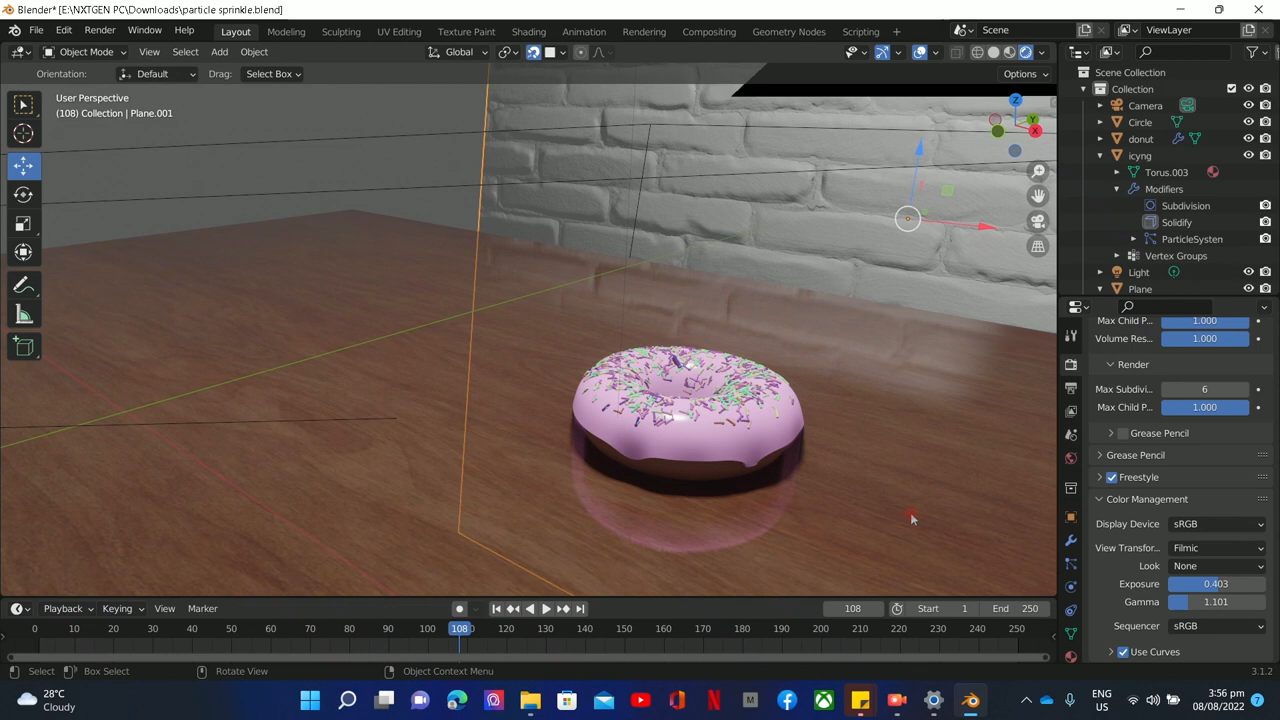 Blender* [E:\NXTGEN PC\Downloads\particle sprinkle.blend]
File Edit Render Window Help Layout Modeling Sculpting UV Editing Texture Paint Shading Animation Rendering Compositing Geometry Nodes Scripting + Scene ViewLayer
Object Mode View Select Add Object Global
Orientation: Default Drag: Select Box Options
User Perspective
(108) Collection | Plane.001
Z
Y
X
Scene Collection
Collection
Camera
Circle
donut
icyng
Torus.003
Modifiers
Subdivision
Solidify
ParticleSysten
Vertex Groups
Light
Plane
Max Child P... 1.000
Volume Res... 1.000
Render
Max Subdivi... 6
Max Child P... 1.000
Grease Pencil
Grease Pencil
Freestyle
Color Management
Display Device sRGB
View Transfor... Filmic
Look None
Exposure 0.403
Gamma 1.101
Sequencer sRGB
Use Curves
Playback Keying View Marker 108 Start 1 End 250
0 10 20 30 40 50 60 70 80 90 100 108 120 130 140 150 160 170 180 190 200 210 220 230 240 250
Select Box Select Rotate View Object Context Menu 3.1.2
28°C
Cloudy
ENG
US
3:56 pm
08/08/2022
7